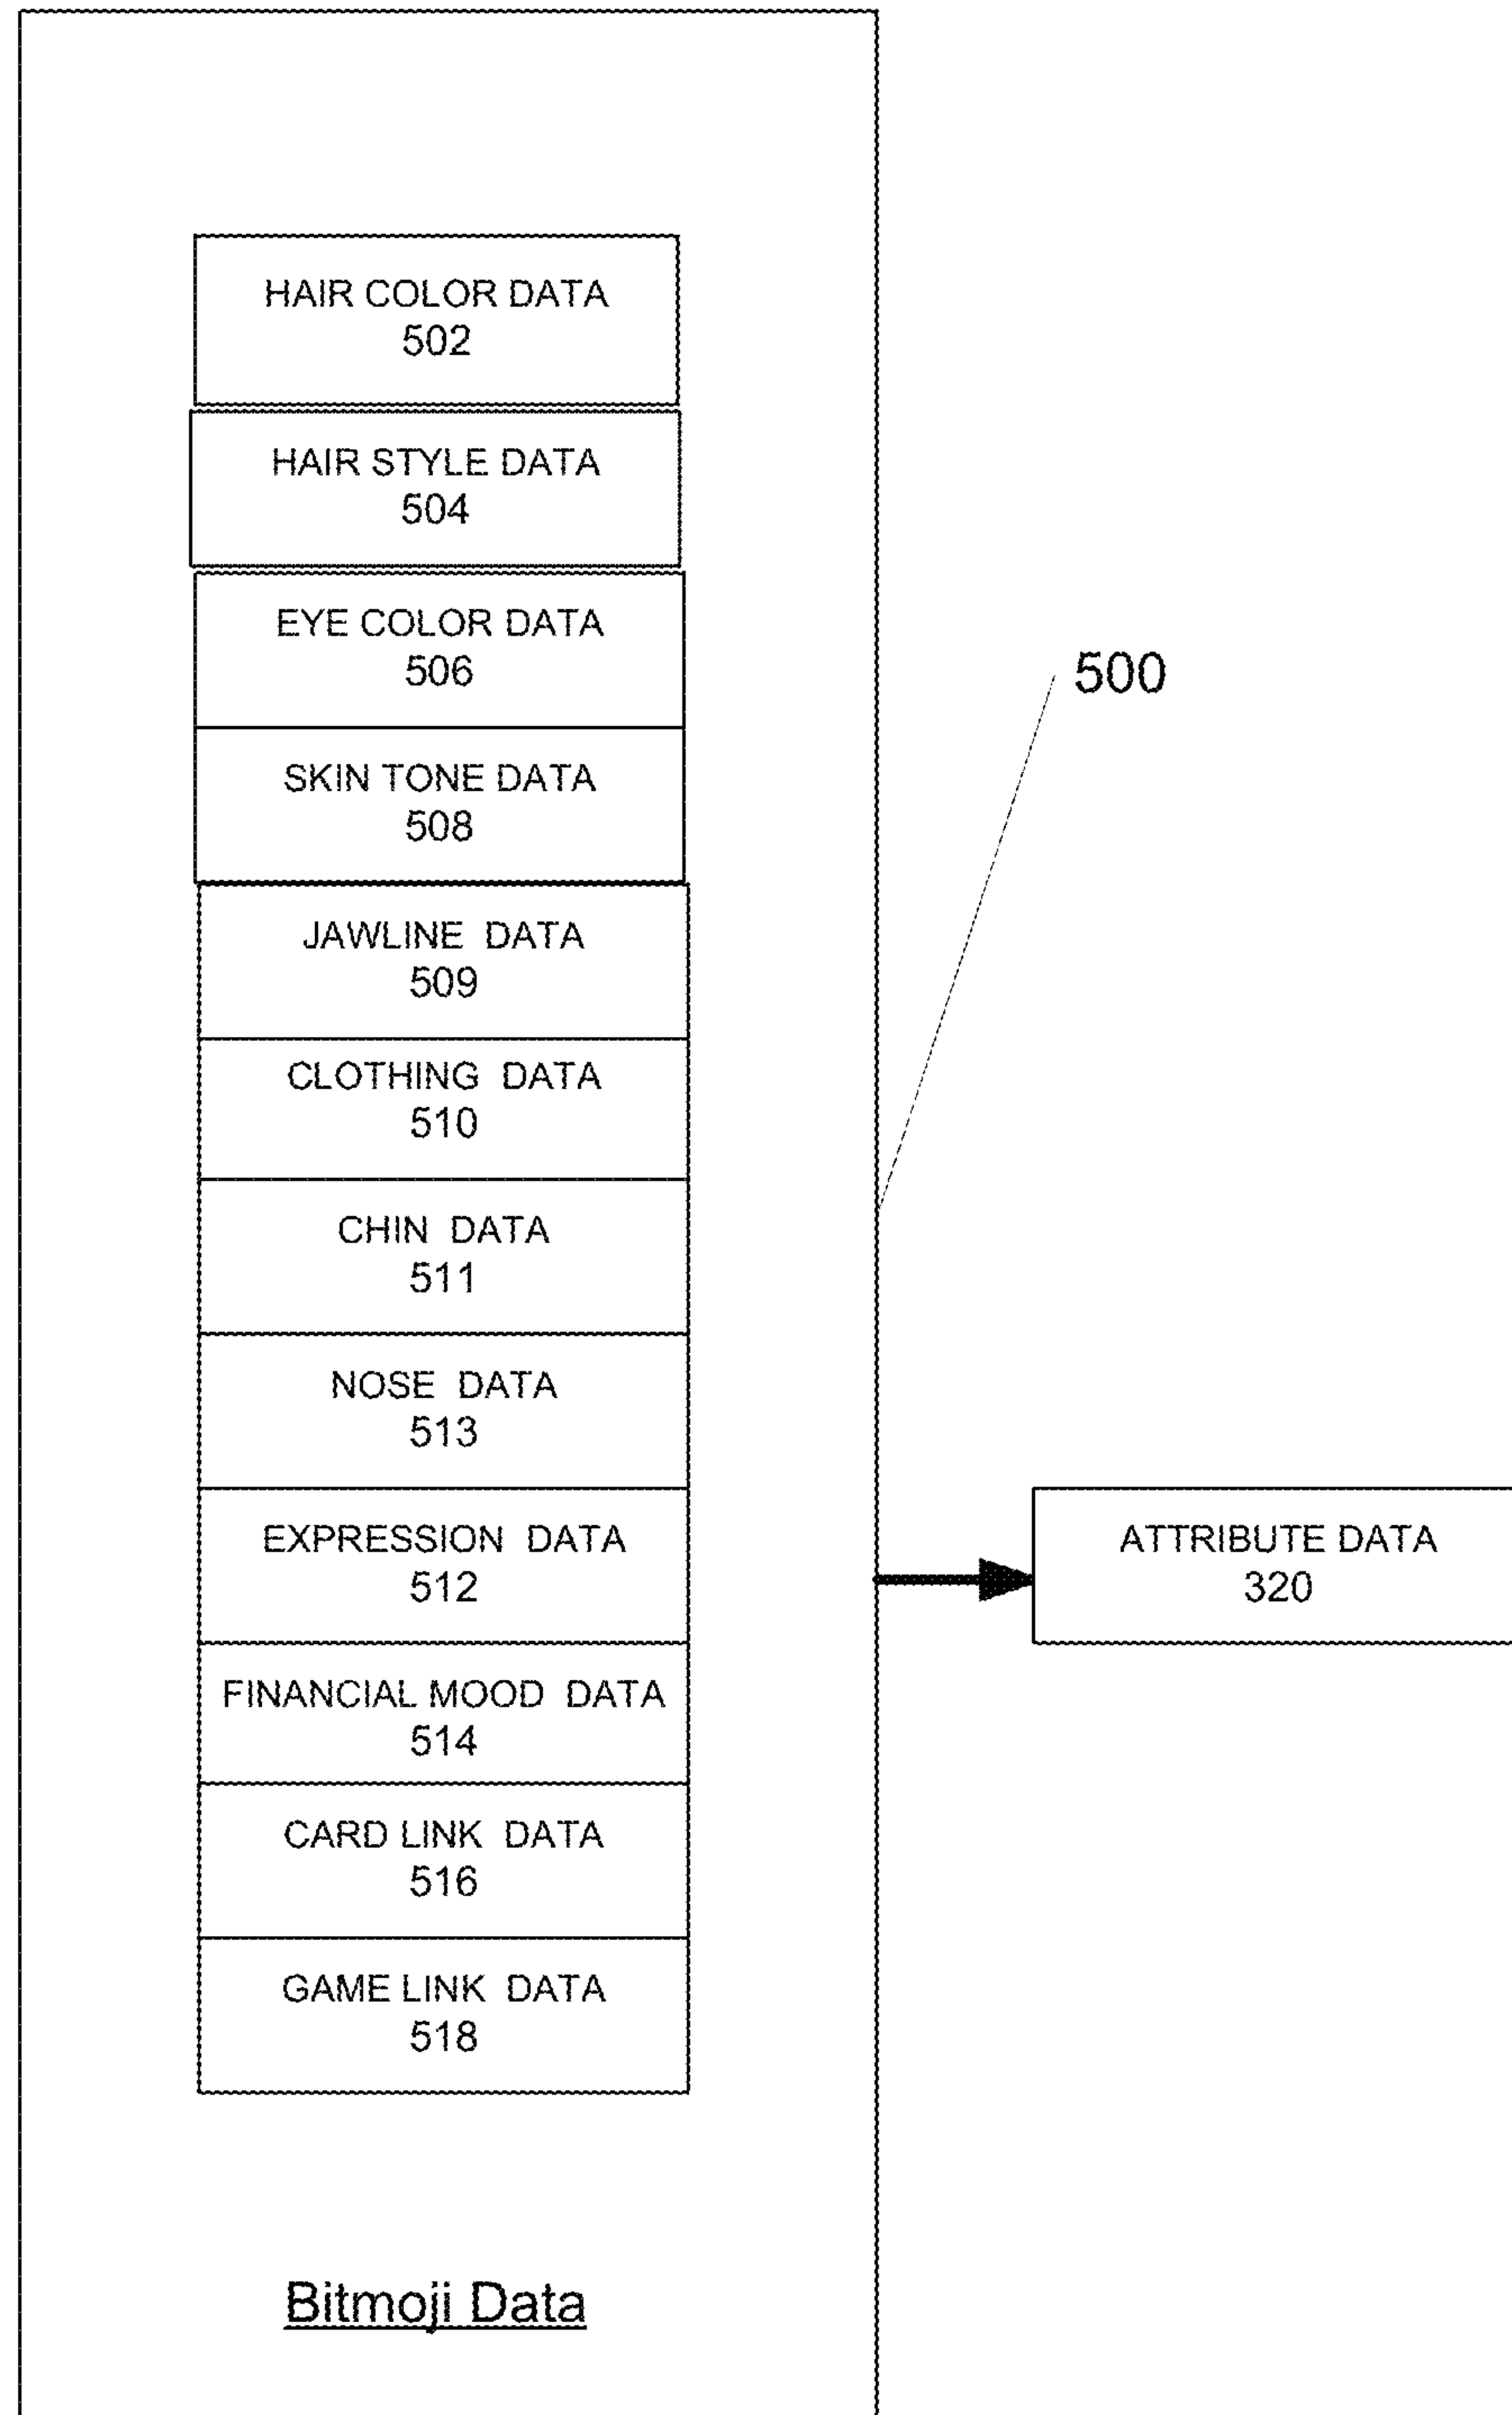 HAIR COLOR DATA
502
HAIR STYLE DATA
504
EYE COLOR DATA
506
500
SKIN TONE DATA
508
JAWLINE DATA
509
CLOTHING DATA
510
CHIN DATA
511
NOSE DATA
513
EXPRESSION DATA
512
ATTRIBUTE DATA
320
FINANCIAL MOOD DATA
514
CARD LINK DATA
516
GAME LINK DATA
518
Bitmoji Data